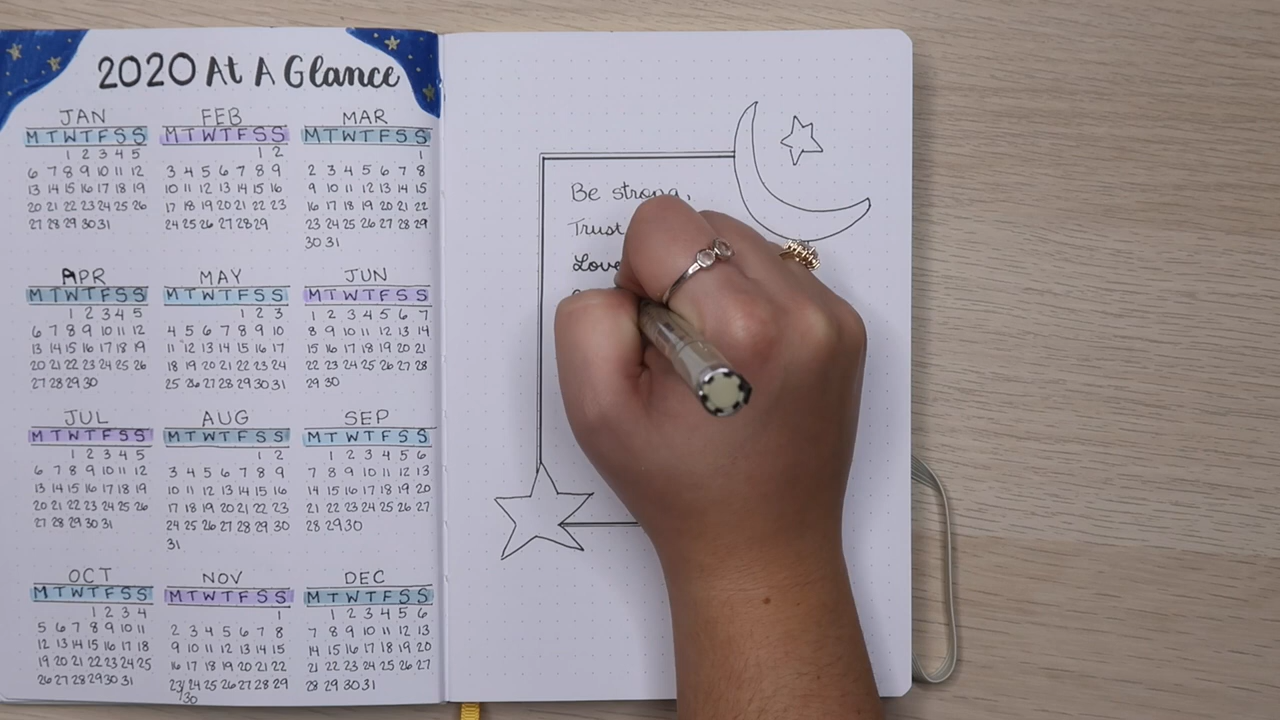 2020 At A Glance
JAN
M T W T F S S
1 2 3 4 5
6 7 8 9 10 11 12
13 14 15 16 17 18 19
20 21 22 23 24 25 26
27 28 29 30 31
FEB
M T W T F S S
1 2
3 4 5 6 7 8 9
10 11 12 13 14 15 16
17 18 19 20 21 22 23
24 25 26 27 28 29
MAR
M T W T F S S
1
2 3 4 5 6 7 8
9 10 11 12 13 14 15
16 17 18 19 20 21 22
23 24 25 26 27 28 29
30 31
APR
M T W T F S S
1 2 3 4 5
6 7 8 9 10 11 12
13 14 15 16 17 18 19
20 21 22 23 24 25 26
27 28 29 30
MAY
M T W T F S S
1 2 3
4 5 6 7 8 9 10
11 12 13 14 15 16 17
18 19 20 21 22 23 24
25 26 27 28 29 30 31
JUN
M T W T F S S
1 2 3 4 5 6 7
8 9 10 11 12 13 14
15 16 17 18 19 20 21
22 23 24 25 26 27 28
29 30
JUL
M T W T F S S
1 2 3 4 5
6 7 8 9 10 11 12
13 14 15 16 17 18 19
20 21 22 23 24 25 26
27 28 29 30 31
AUG
M T W T F S S
1 2
3 4 5 6 7 8 9
10 11 12 13 14 15 16
17 18 19 20 21 22 23
24 25 26 27 28 29 30
31
SEP
M T W T F S S
1 2 3 4 5 6
7 8 9 10 11 12 13
14 15 16 17 18 19 20
21 22 23 24 25 26 27
28 29 30
OCT
M T W T F S S
1 2 3 4
5 6 7 8 9 10 11
12 13 14 15 16 17 18
19 20 21 22 23 24 25
26 27 28 29 30 31
NOV
M T W T F S S
1
2 3 4 5 6 7 8
9 10 11 12 13 14 15
16 17 18 19 20 21 22
23/30 24 25 26 27 28 29
DEC
M T W T F S S
1 2 3 4 5 6
7 8 9 10 11 12 13
14 15 16 17 18 19 20
21 22 23 24 25 26 27
28 29 30 31
Be strong,
Trust
Love